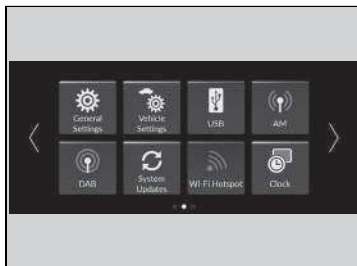 General
Settings
Vehicle
Settings
USB
AM
DAB
System
Updates
Wi-Fi Hotspot
Clock